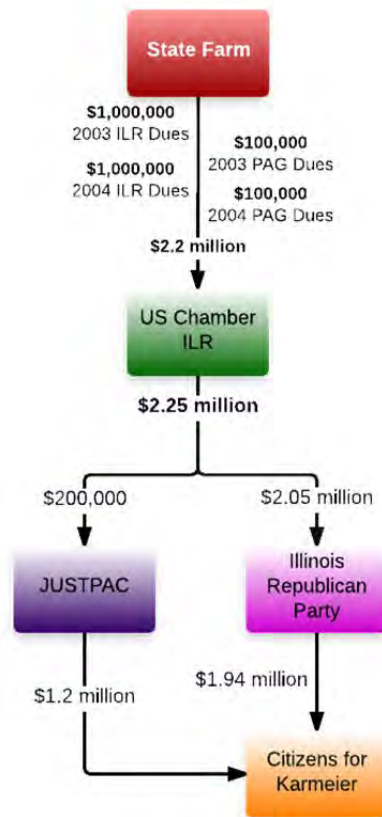 State Farm
$1,000,000
2003 ILR Dues
$100,000
2003 PAG Dues
$1,000,000
2004 ILR Dues
$100,000
2004 PAG Dues
$2.2 million
US Chamber
ILR
$2.25 million
$200,000
$2.05 million
JUSTPAC
Illinois
Republican
Party
$1.2 million
$1.94 million
Citizens for
Karmeier